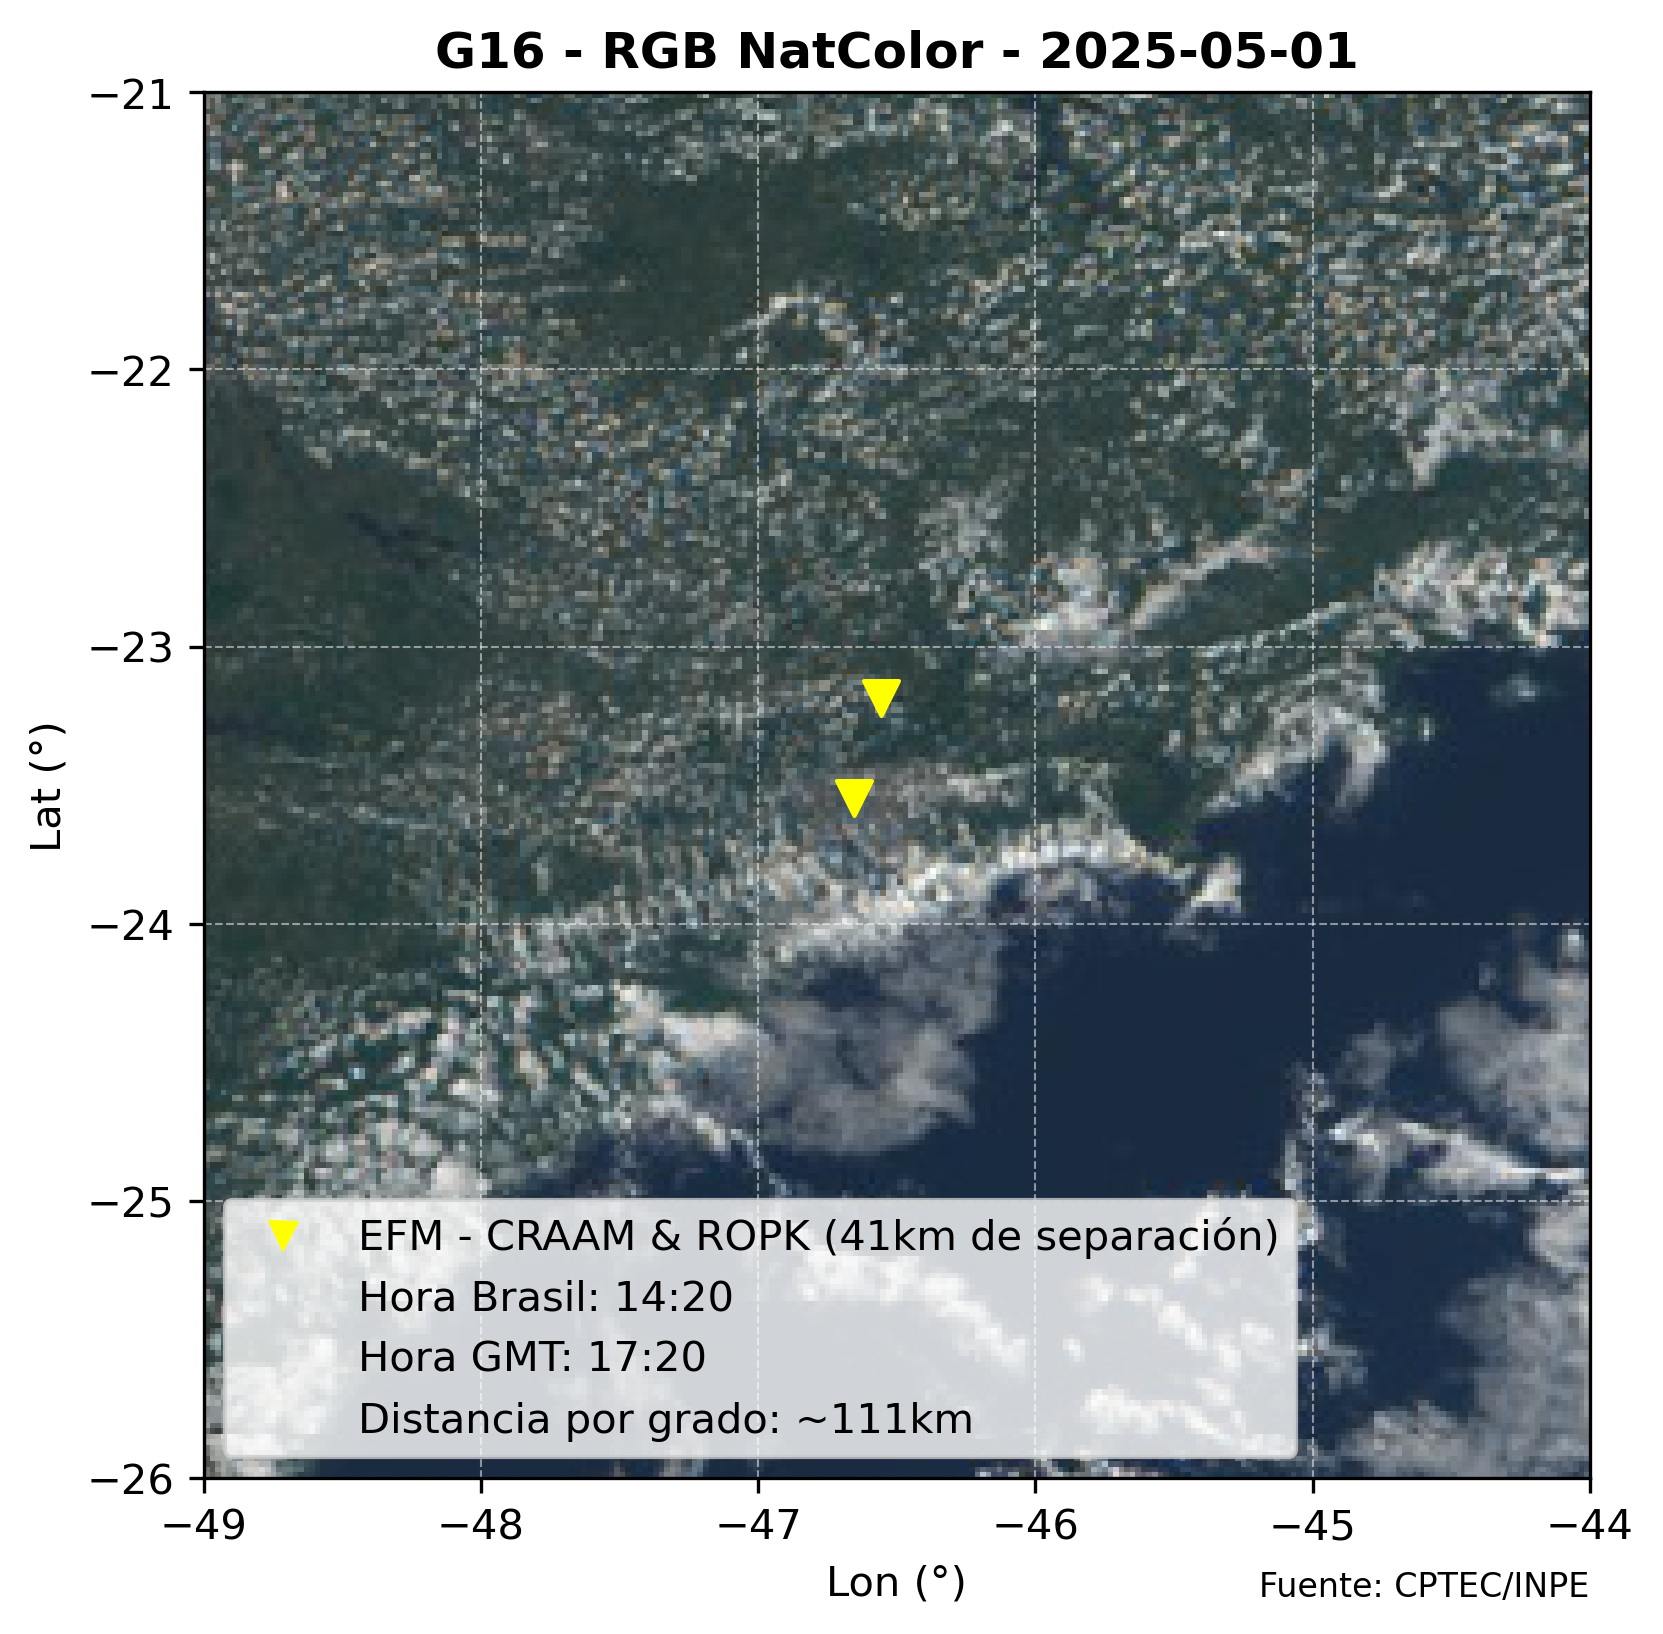 G16 - RGB NatColor - 2025-05-01
−21
−22
−23
−24
−25
−26
Lat (°)
EFM - CRAAM & ROPK (41km de separación)
Hora Brasil: 14:20
Hora GMT: 17:20
Distancia por grado: ~111km
−49
−48
−47
−46
−45
−44
Lon (°)
Fuente: CPTEC/INPE